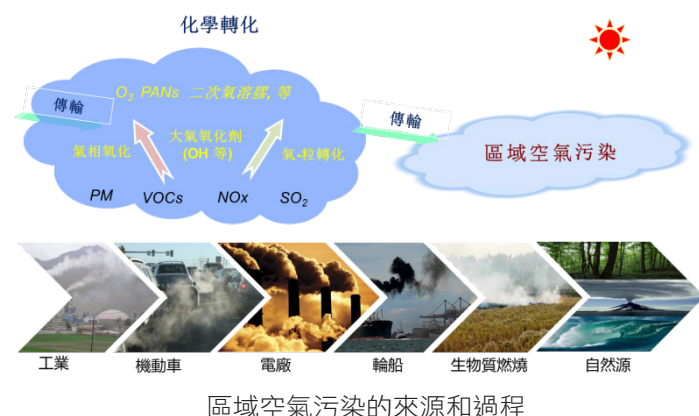 化學轉化
傳輸
O3 PANs 二次氣溶膠, 等
傳輸
氣相氧化
大氣氧化劑
(OH 等)
氣-粒轉化
PM VOCs NOx SO2
區域空氣污染
工業 機動車 電廠 輪船 生物質燃燒 自然源
區域空氣污染的來源和過程